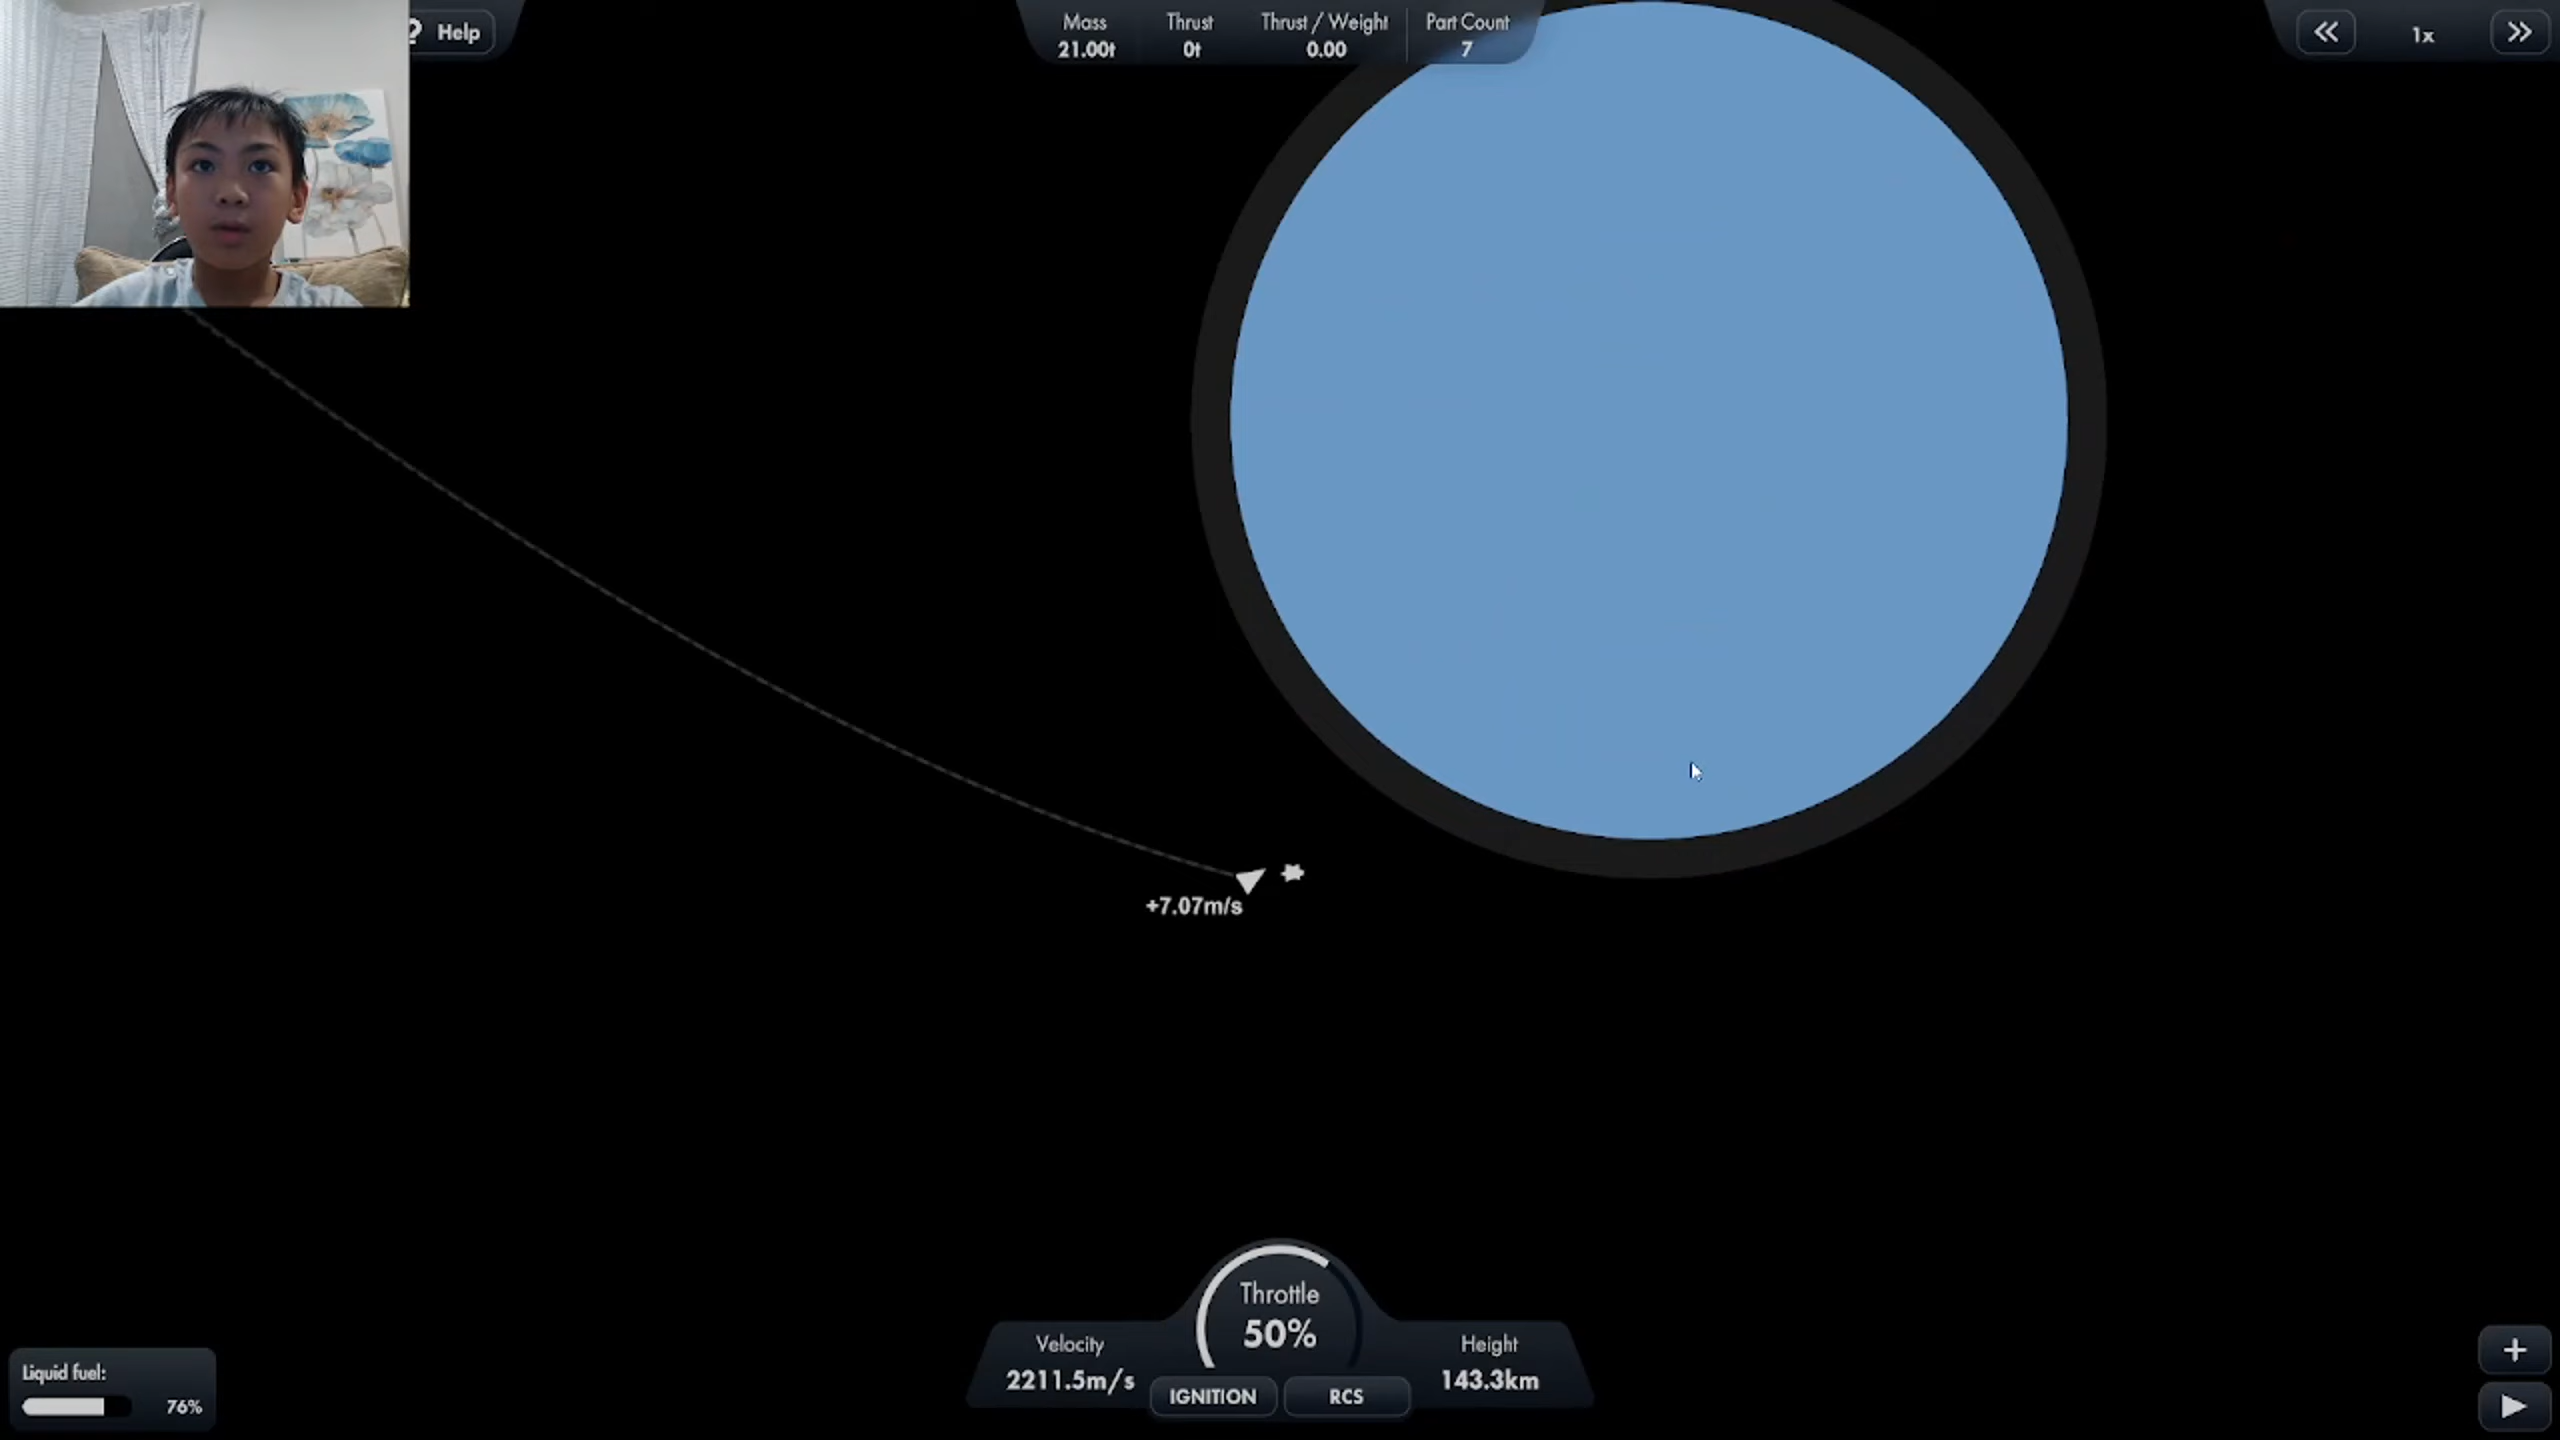 ? Help
Mass Thrust Thrust / Weight Part Count
21.00t 0t 0.00 7
1x
+7.07m/s
Throttle
50%
Velocity Height
2211.5m/s 143.3km
IGNITION RCS
Liquid fuel:
76%